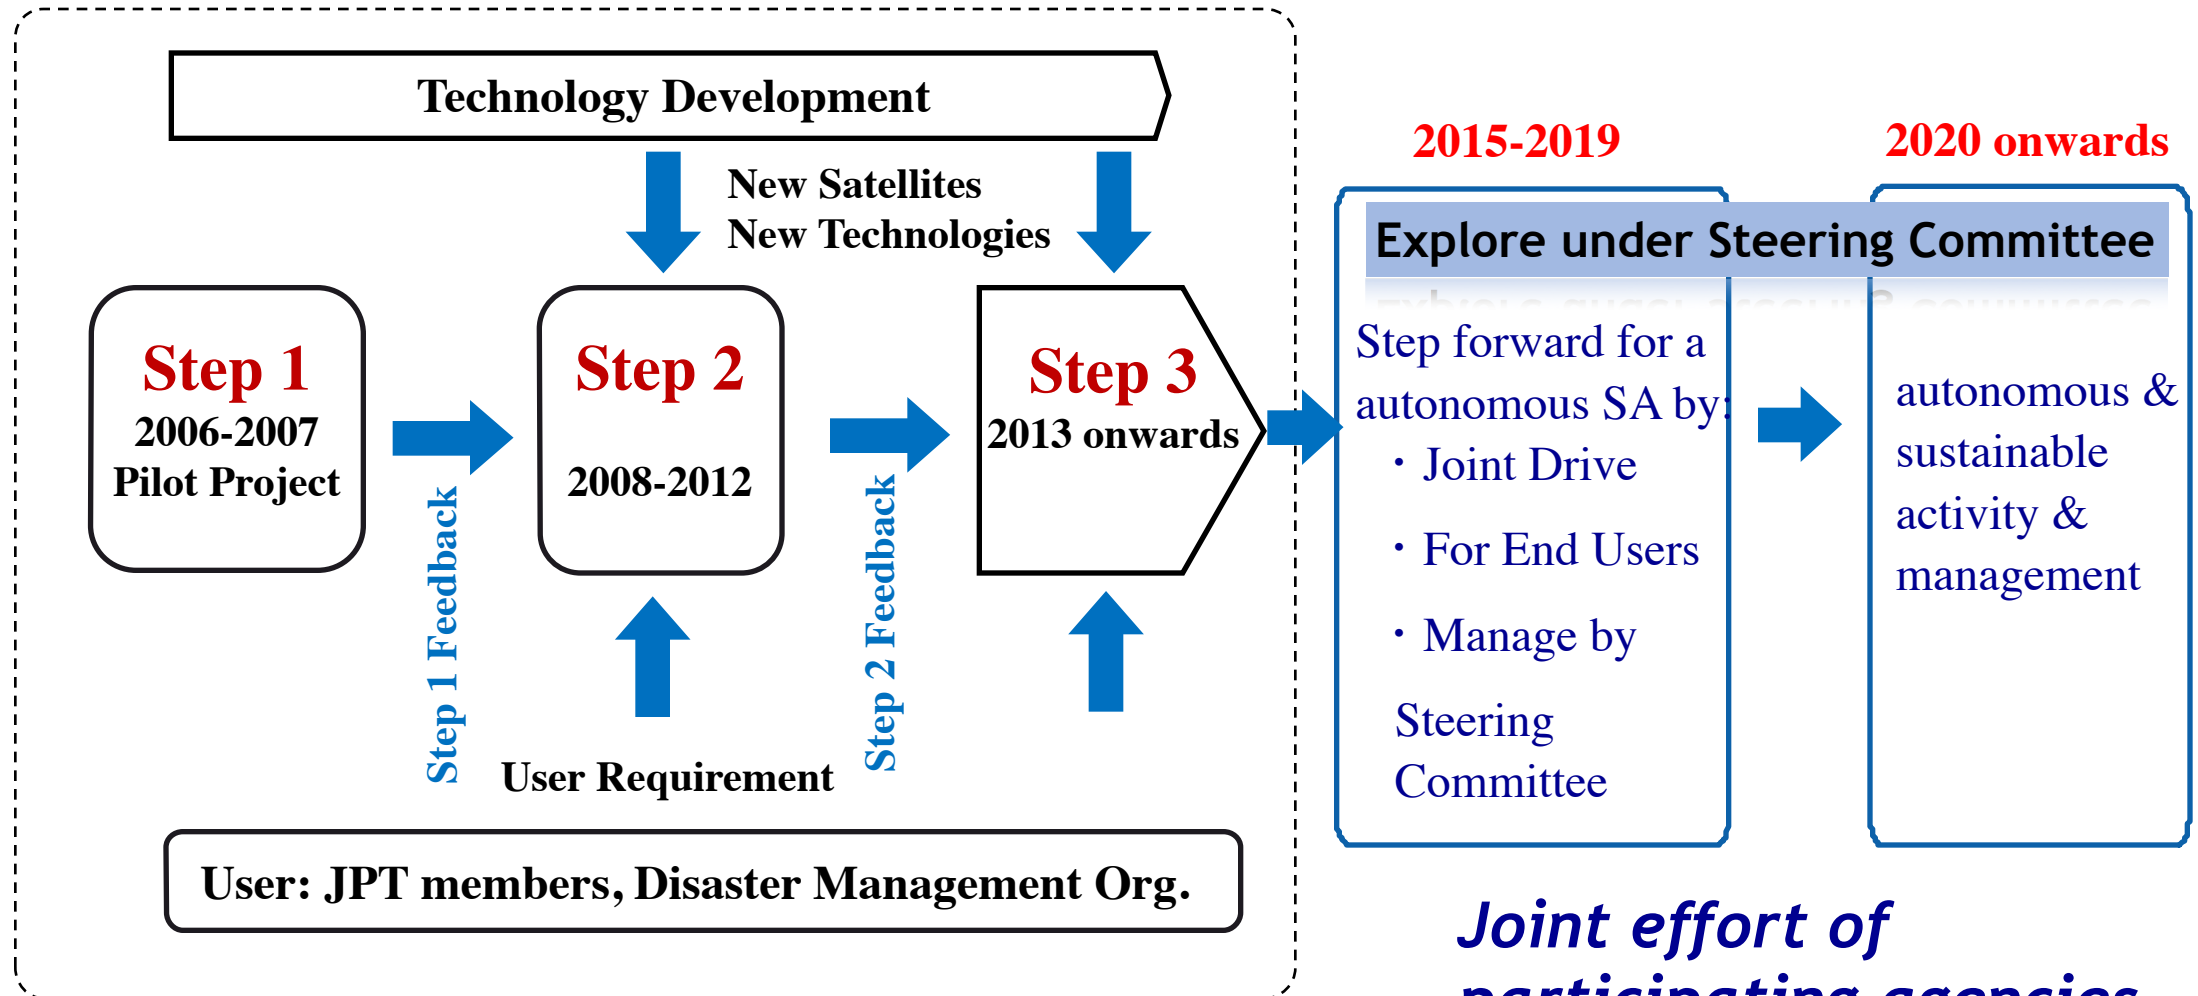 Technology Development
New Satellites
New Technologies
Step 1
2006-2007
Pilot Project
Step 1 Feedback
Step 2
2008-2012
Step 2 Feedback
Step 3
2013 onwards
User Requirement
User: JPT members, Disaster Management Org.
2015-2019
2020 onwards
Explore under Steering Committee
Step forward for a
autonomous SA by:
・Joint Drive
・For End Users
・Manage by
Steering
Committee
autonomous &
sustainable
activity &
management
Joint effort of
participating agencies